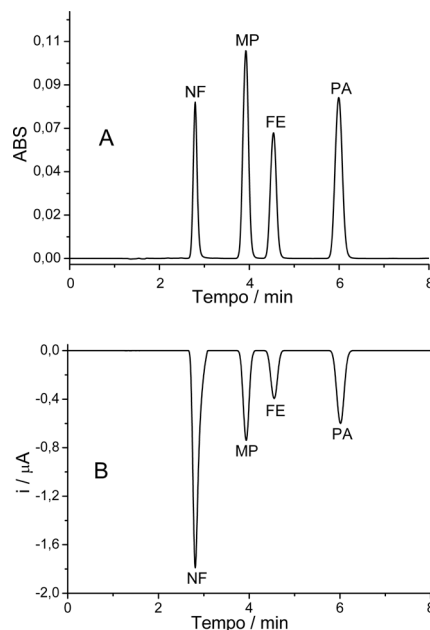 0,11
MP
NF
PA
0,09
FE
A
0,07
ABS
0,04
0,02
0,00
0
2
4
6
8
Tempo / min
0,0
-0,4
FE
MP
PA
-0,8
B
i / μA
-1,2
-1,6
NF
-2,0
0
2
4
6
8
Tempo / min